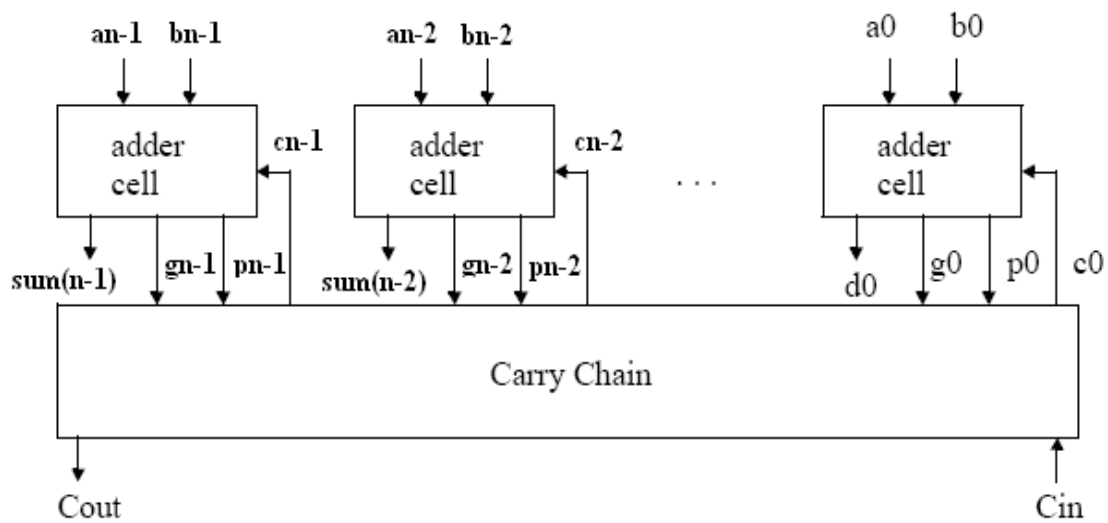 an-1 bn-1 an-2 bn-2 a0 b0
adder cn-1 adder cn-2 adder
cell cell . . . cell
sum(n-1) gn-1 pn-1 sum(n-2) gn-2 pn-2 d0 g0 p0 c0
Carry Chain
Cout Cin